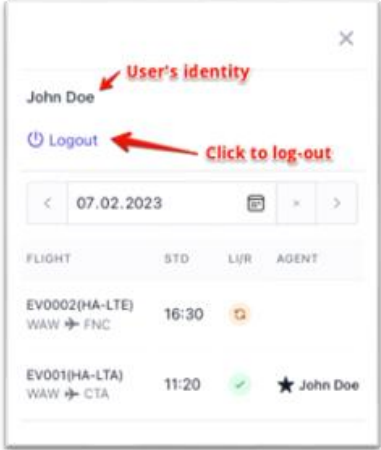 User's identity
John Doe
Logout
Click to log-out
07.02.2023
FLIGHT STD LI/R AGENT
EV0002(HA-LTE) 16:30
WAW FNC
EV001(HA-LTA) 11:20 John Doe
WAW CTA